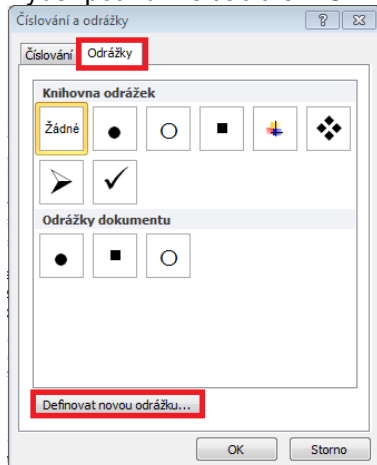 Číslování a odrážky
Číslování Odrážky
Knihovna odrážek
Žádné
Odrážky dokumentu
Definovat novou odrážku...
OK Storno